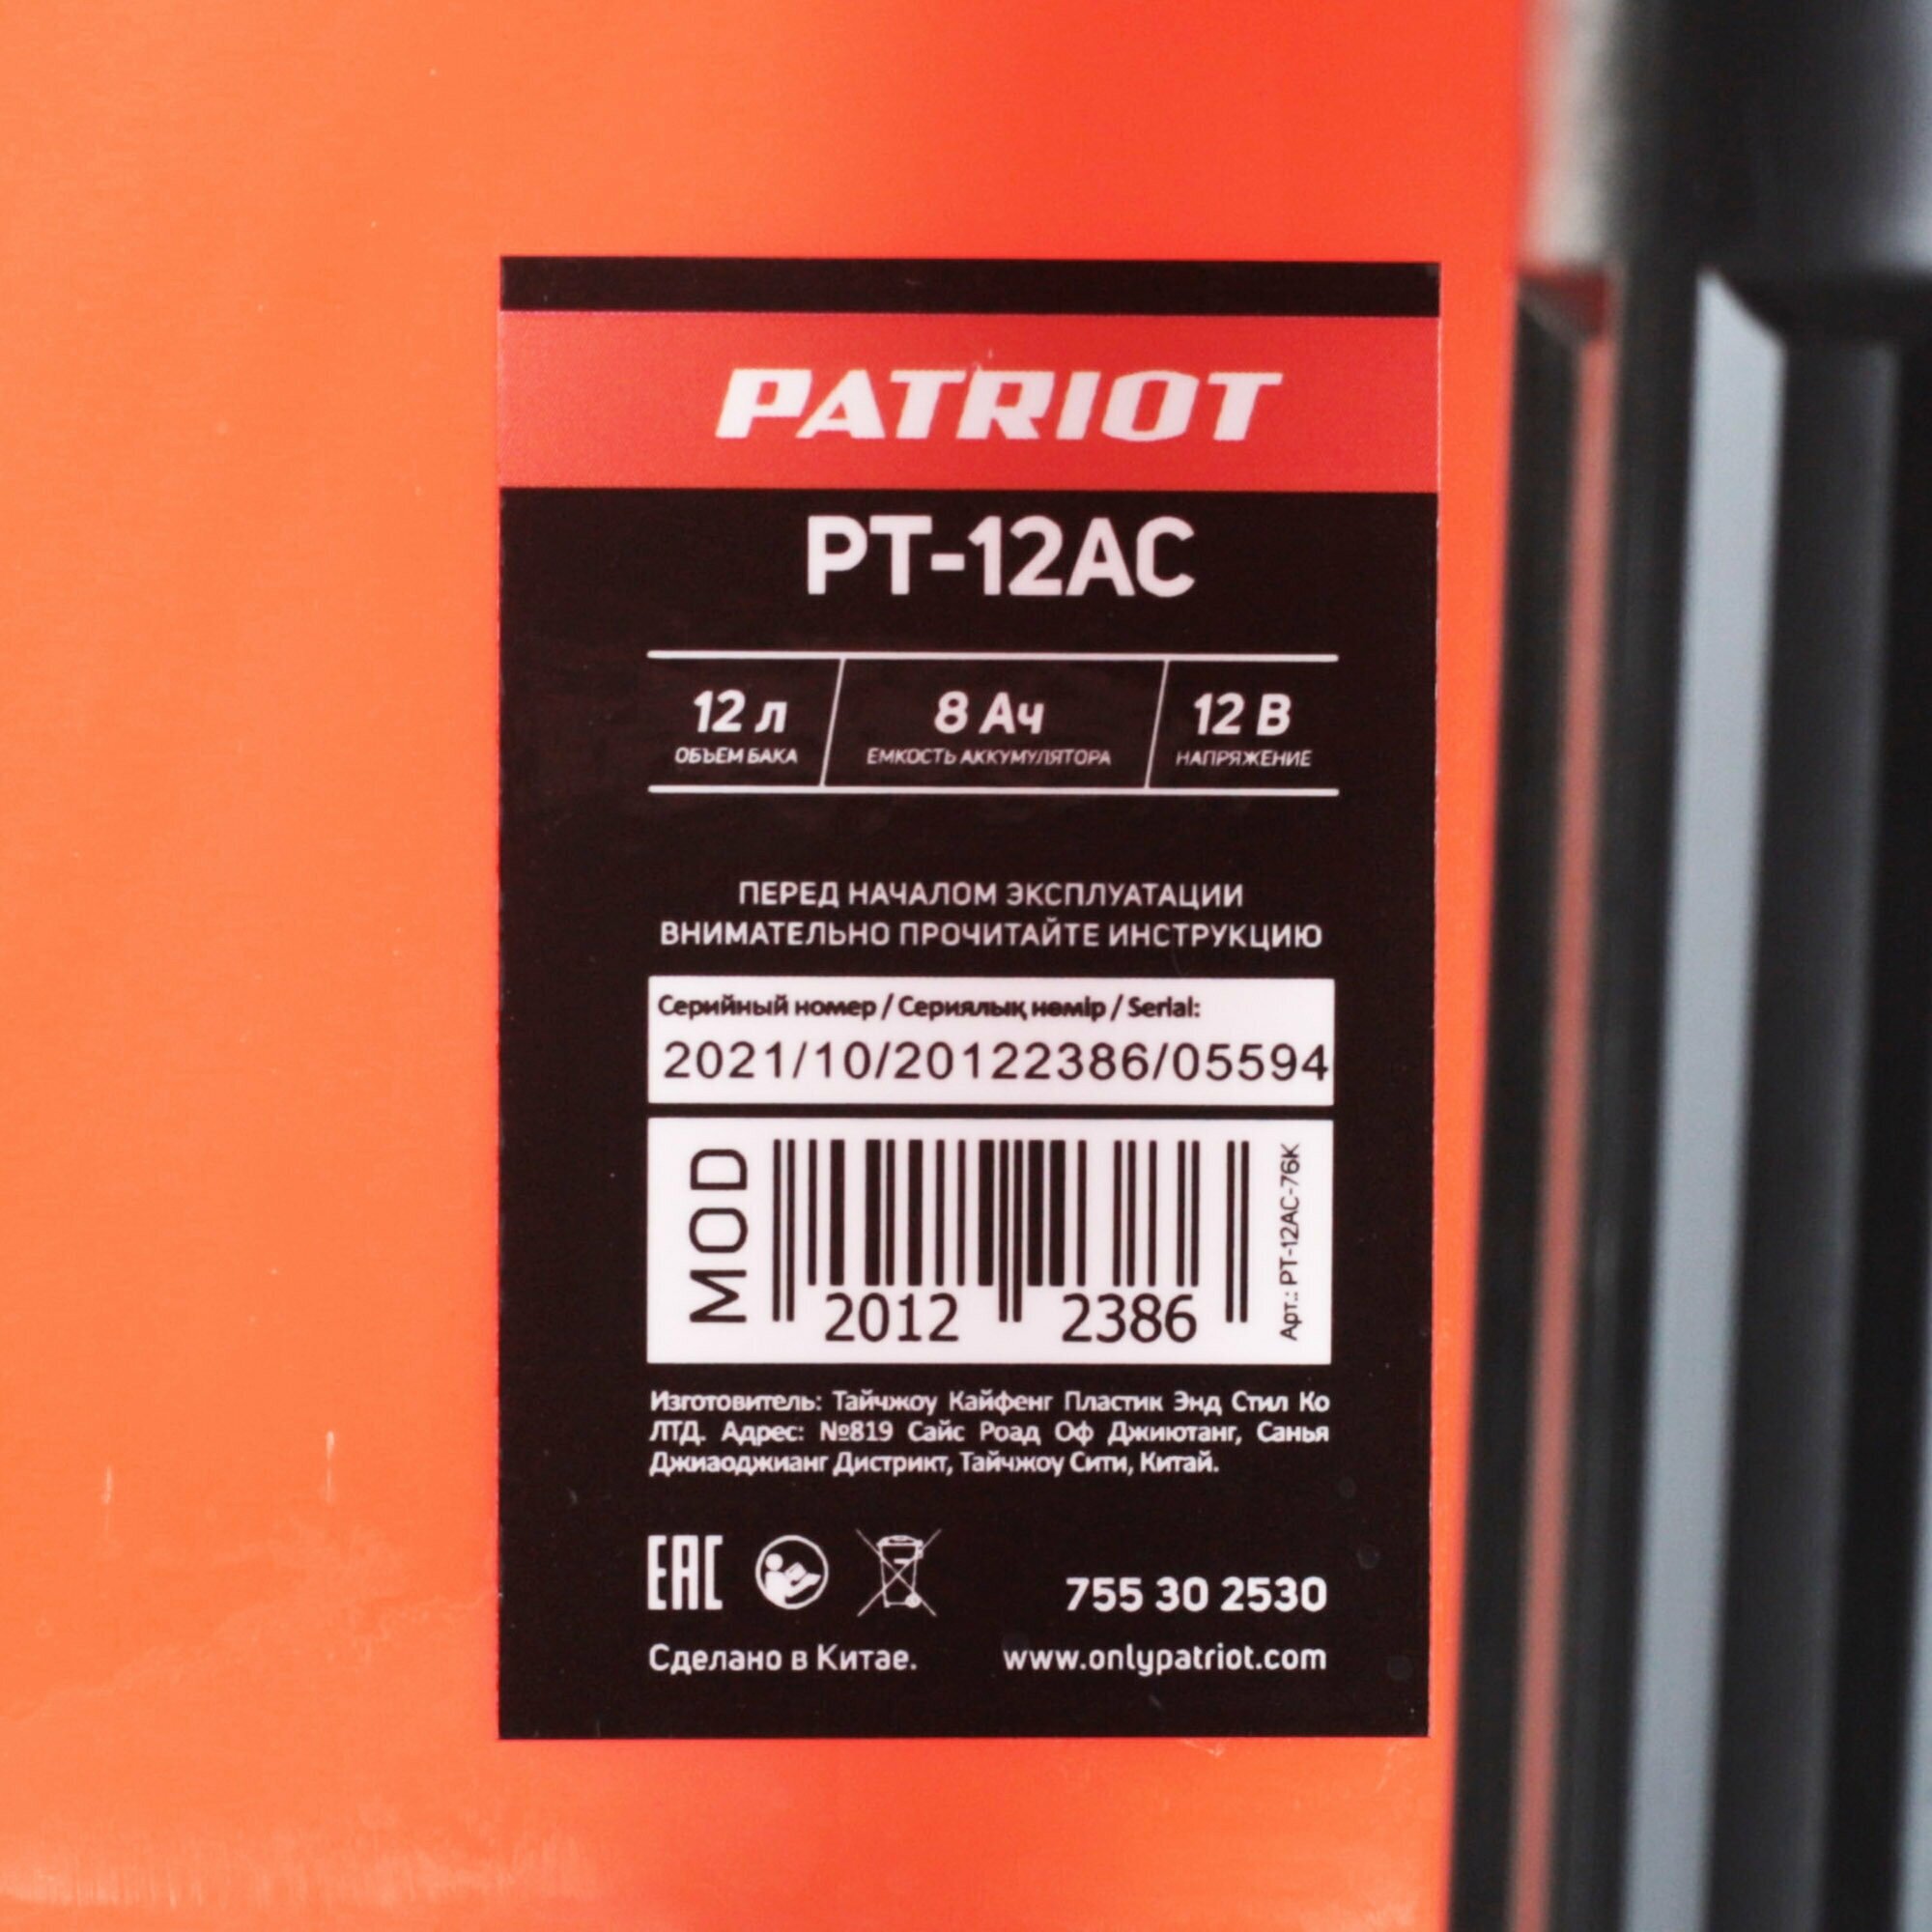 PATRIOT
PT-12AC
12 л
ОБЪЕМ БАКА
8 Ач
ЕМКОСТЬ АККУМУЛЯТОРА
12 В
НАПРЯЖЕНИЕ
ПЕРЕД НАЧАЛОМ ЭКСПЛУАТАЦИИ
ВНИМАТЕЛЬНО ПРОЧИТАЙТЕ ИНСТРУКЦИЮ
Серийный номер / Сериялық нөмір / Serial:
2021/10/20122386/05594
MOD
2012 2386
Арт.: PT-12AC-76K
Изготовитель: Тайчжоу Кайфенг Пластик Энд Стил Ко
ЛТД. Адрес: №819 Сайс Роад Оф Джиютанг, Санья
Джиаоджианг Дистрикт, Тайчжоу Сити, Китай.
EAC
755 30 2530
Сделано в Китае.
www.onlypatriot.com